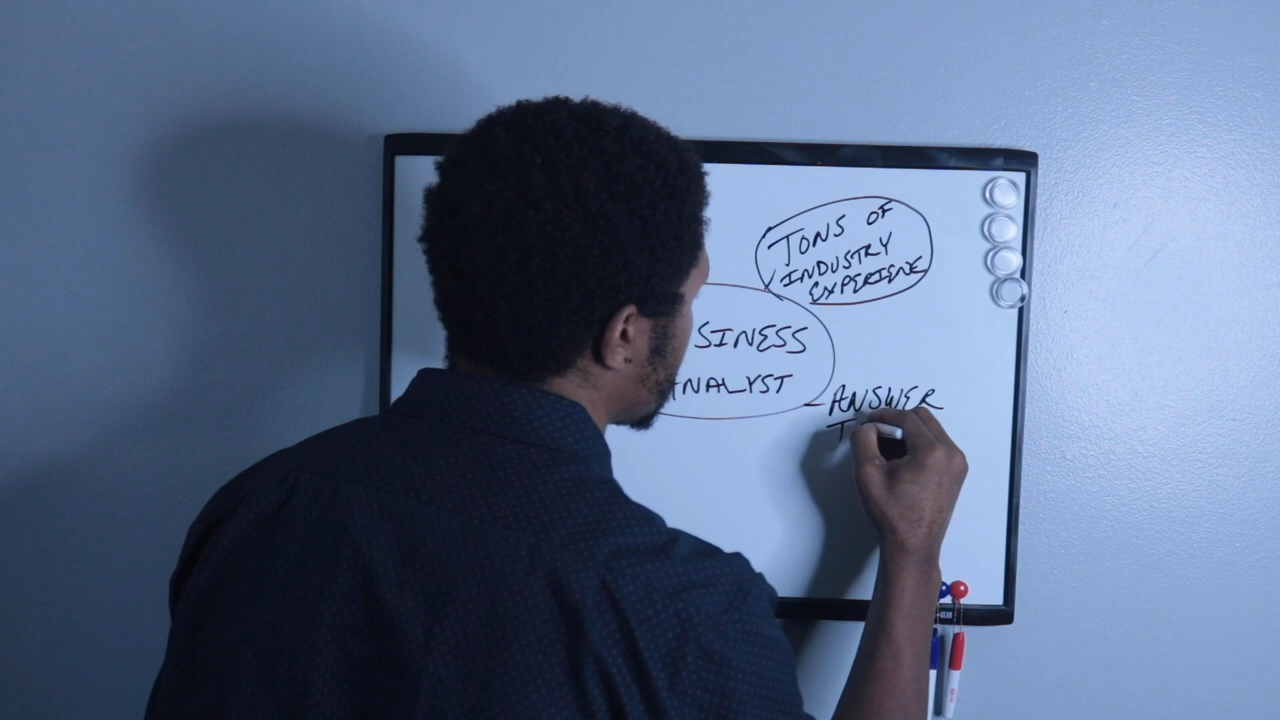 TONS OF
INDUSTRY
EXPERIENCE
SINESS
NALYST
ANSWER
T